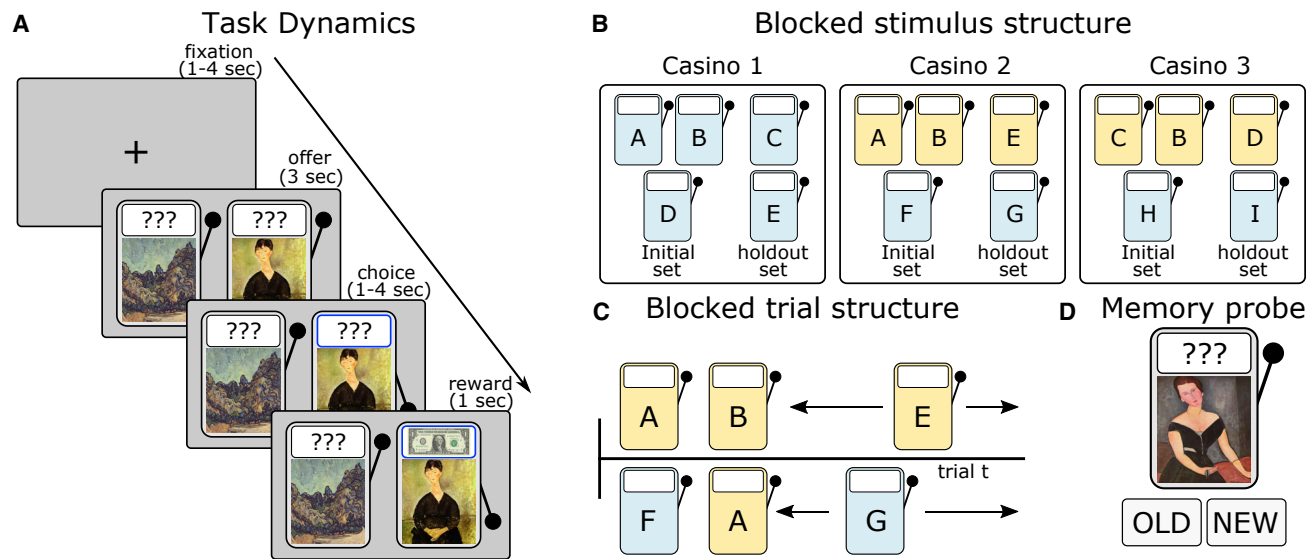 A
Task Dynamics
fixation
(1-4 sec)
+
offer
(3 sec)
???
???
choice
(1-4 sec)
???
???
reward
(1 sec)
???
B
Blocked stimulus structure
Casino 1
A B C
D E
Initial
set
holdout
set
Casino 2
A B E
F G
Initial
set
holdout
set
Casino 3
C B D
H I
Initial
set
holdout
set
C
Blocked trial structure
A B E
trial t
F A G
D
Memory probe
???
OLD NEW